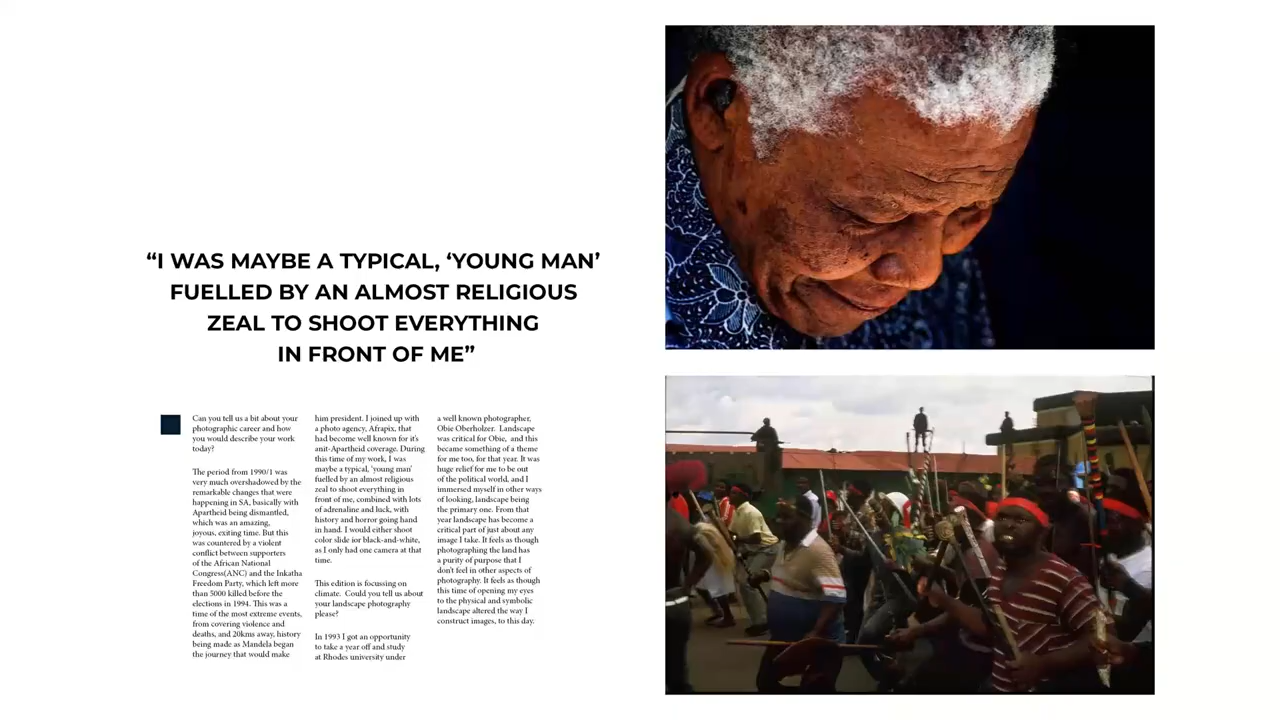 “I WAS MAYBE A TYPICAL, ‘YOUNG MAN’
FUELLED BY AN ALMOST RELIGIOUS
ZEAL TO SHOOT EVERYTHING
IN FRONT OF ME”
Can you tell us a bit about your
photographic career and how
you would describe your work
today?
The period from 1990/1 was
very much overshadowed by the
remarkable changes that were
happening in SA, basically with
Apartheid being dismantled,
which was an amazing,
joyous, exiting time. But this
was countered by a violent
conflict between supporters
of the African National
Congress(ANC) and the Inkatha
Freedom Party, which left more
than 5000 killed before the
elections in 1994. This was a
time of the most extreme events,
from covering violence and
deaths, and 20kms away, history
being made as Mandela began
the journey that would make
him president. I joined up with
a photo agency, Afrapix, that
had become well known for it's
anit-Apartheid coverage. During
this time of my work, I was
maybe a typical, 'young man'
fuelled by an almost religious
zeal to shoot everything in
front of me, combined with lots
of adrenaline and luck, with
history and horror going hand
in hand. I would either shoot
color slide ior black-and-white,
as I only had one camera at that
time.
This edition is focussing on
climate.  Could you tell us about
your landscape photography
please?
In 1993 I got an opportunity
to take a year off and study
at Rhodes university under
a well known photographer,
Obie Oberholzer.  Landscape
was critical for Obie,  and this
became something of a theme
for me too, for that year. It was
huge relief for me to be out
of the political world, and I
immersed myself in other ways
of looking, landscape being
the primary one. From that
year landscape has become a
critical part of just about any
image I take. It feels as though
photographing the land has
a purity of purpose that I
don't feel in other aspects of
photography. It feels as though
this time of opening my eyes
to the physical and symbolic
landscape altered the way I
construct images, to this day.